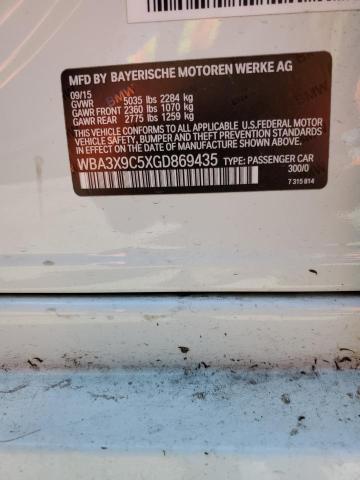 MFD BY BAYERISCHE MOTOREN WERKE AG
09/15
GVWR 5035 lbs 2284 kg
GAWR FRONT 2360 lbs 1070 kg
GAWR REAR 2775 lbs 1259 kg
THIS VEHICLE CONFORMS TO ALL APPLICABLE U.S. FEDERAL MOTOR
VEHICLE SAFETY, BUMPER, AND THEFT PREVENTION STANDARDS
IN EFFECT ON THE DATE OF MANUFACTURE SHOWN ABOVE.
WBA3X9C5XGD869435 TYPE: PASSENGER CAR
300/0
7 315 814